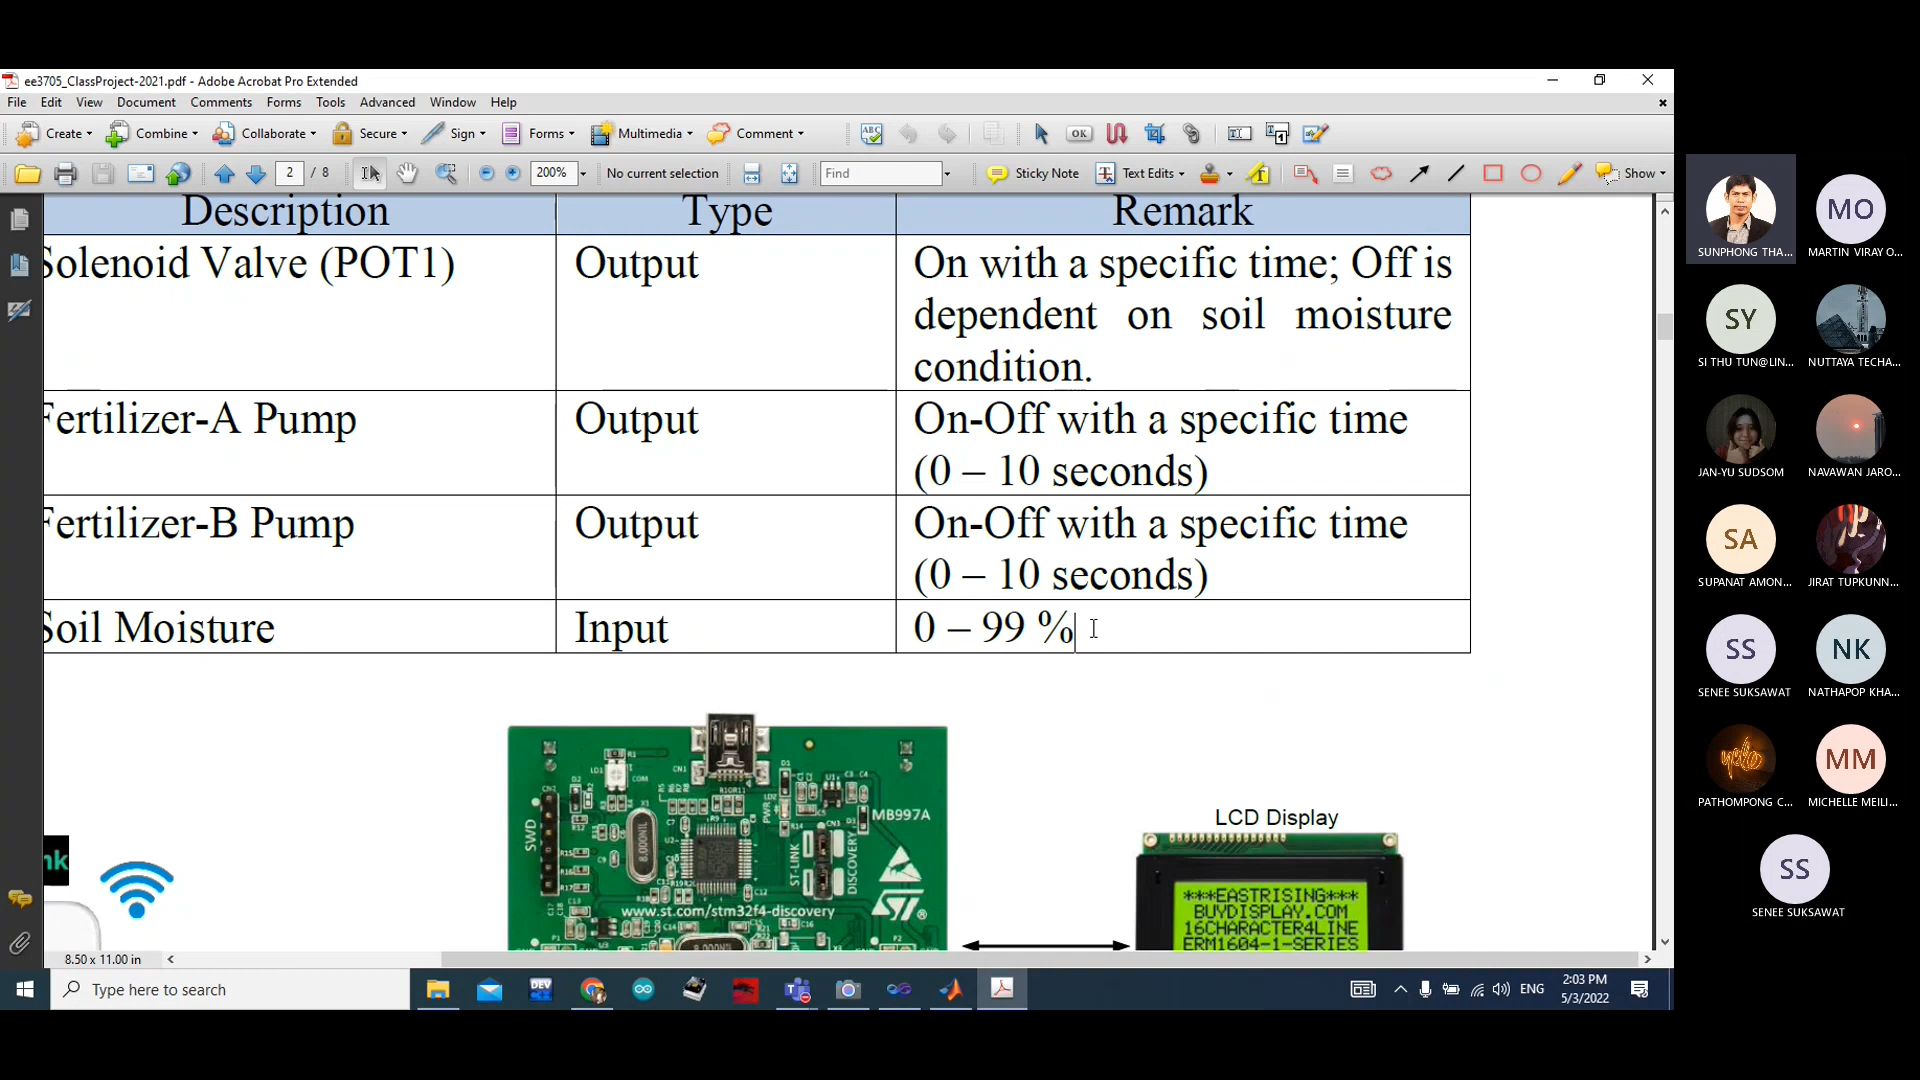 ee3705_ClassProject-2021.pdf - Adobe Acrobat Pro Extended
File Edit View Document Comments Forms Tools Advanced Window Help
Create Combine Collaborate Secure Sign Forms Multimedia Comment
2 / 8 200% No current selection Find Sticky Note Text Edits Show
Description Type Remark
Solenoid Valve (POT1) Output On with a specific time; Off is
dependent on soil moisture
condition.
Fertilizer-A Pump Output On-Off with a specific time
(0 – 10 seconds)
Fertilizer-B Pump Output On-Off with a specific time
(0 – 10 seconds)
Soil Moisture Input 0 – 99 %
MB997A
SWD
ST-LINK
DISCOVERY
www.st.com/stm32f4-discovery
nk
LCD Display
***EASTRISING***
BUYDISPLAY.COM
16CHARACTER4LINE
ERM1604-1-SERIES
8.50 x 11.00 in
Type here to search
DEV
ENG
2:03 PM
5/3/2022
SUNPHONG THA...
MO
MARTIN VIRAY O...
SY
SI THU TUN@LIN...
NUTTAYA TECHA...
JAN-YU SUDSOM
NAVAWAN JARO...
SA
SUPANAT AMON...
JIRAT TUPKUNN...
SS
SENEE SUKSAWAT
NK
NATHAPOP KHA...
PATHOMPONG C...
MM
MICHELLE MEILI...
SS
SENEE SUKSAWAT